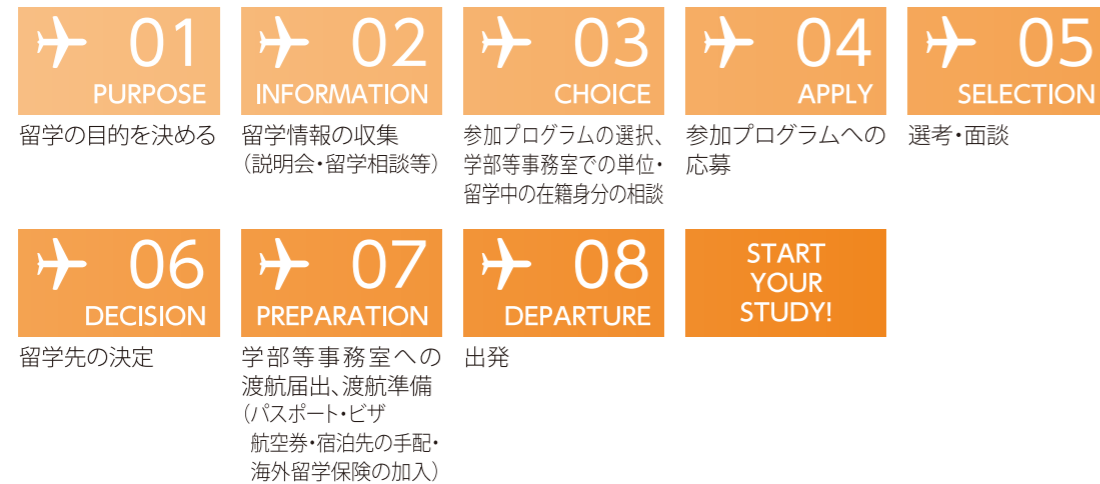 01
PURPOSE
留学の目的を決める
02
INFORMATION
留学情報の収集
（説明会・留学相談等）
03
CHOICE
参加プログラムの選択、
学部等事務室での単位・
留学中の在籍身分の相談
04
APPLY
参加プログラムへの
応募
05
SELECTION
選考・面談
06
DECISION
留学先の決定
07
PREPARATION
学部等事務室への
渡航届出、渡航準備
（パスポート・ビザ
航空券・宿泊先の手配・
海外留学保険の加入）
08
DEPARTURE
出発
START
YOUR
STUDY!